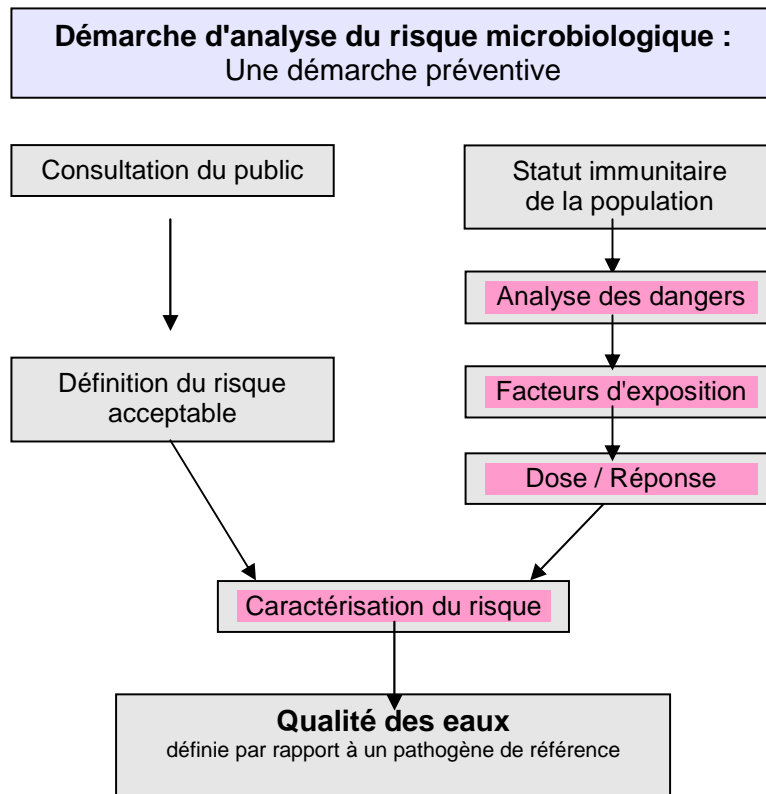 Démarche d'analyse du risque microbiologique :
Une démarche préventive
Consultation du public
Statut immunitaire
de la population
Analyse des dangers
Définition du risque
acceptable
Facteurs d'exposition
Dose / Réponse
Caractérisation du risque
Qualité des eaux
définie par rapport à un pathogène de référence